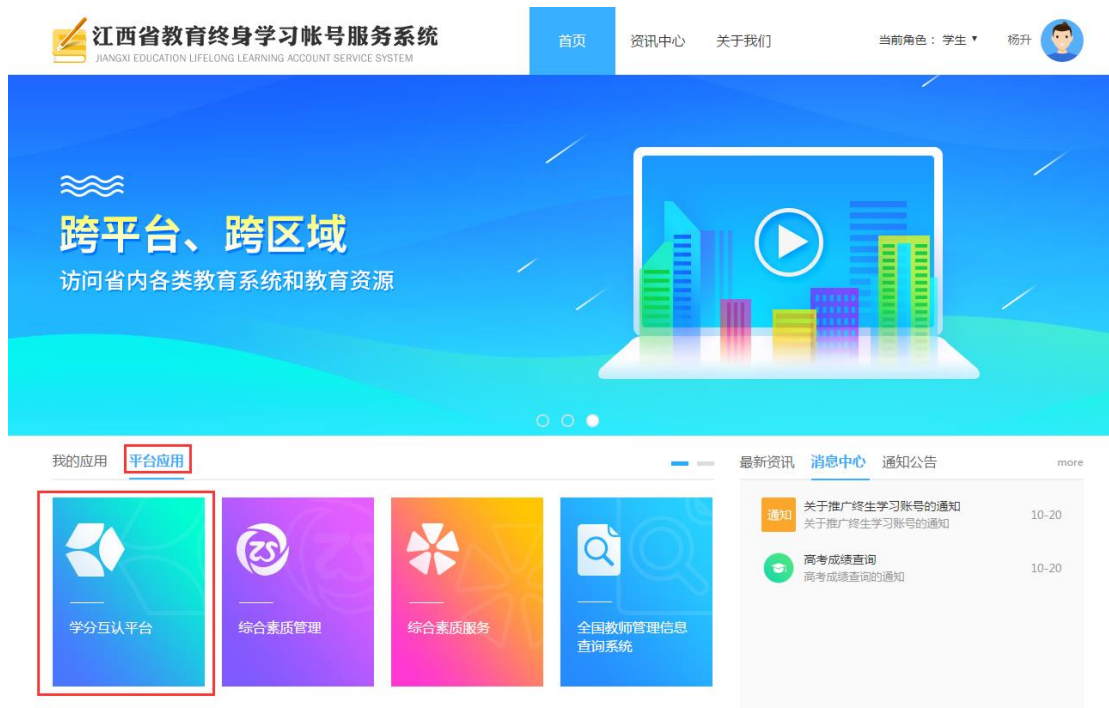 江西省教育终身学习帐号服务系统
JIANGXI EDUCATION LIFELONG LEARNING ACCOUNT SERVICE SYSTEM
首页 资讯中心 关于我们 当前角色： 学生 ▼ 杨升
跨平台、跨区域
访问省内各类教育系统和教育资源
我的应用 平台应用
学分互认平台
ZS
综合素质管理
综合素质服务
全国教师管理信息
查询系统
最新资讯 消息中心 通知公告 more
通知
关于推广终生学习账号的通知
关于推广终生学习账号的通知
10-20
高考成绩查询
高考成绩查询的通知
10-20